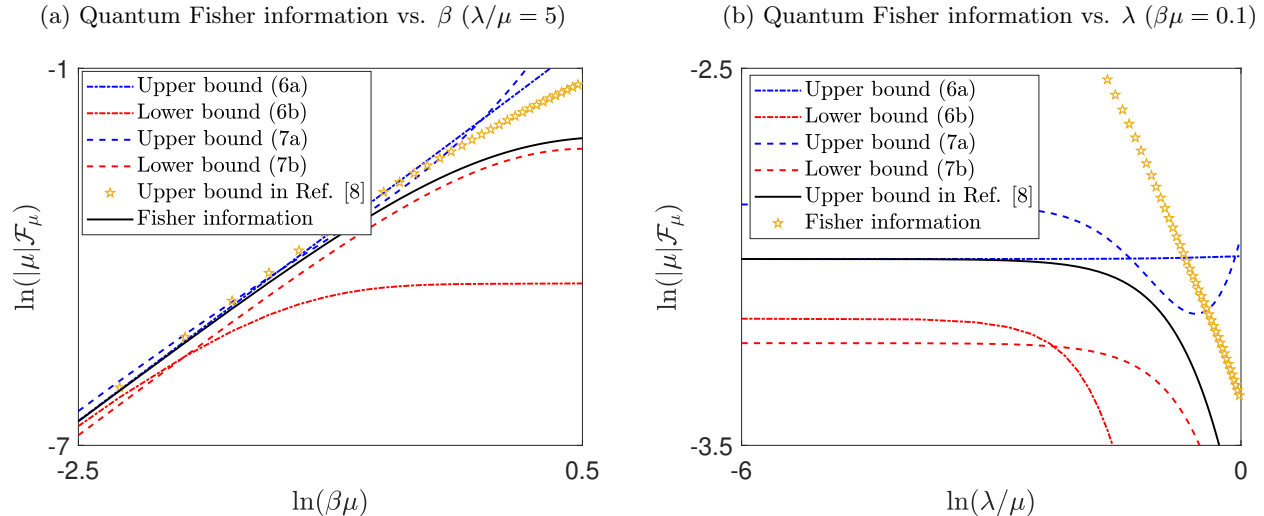 (a) Quantum Fisher information vs. β (λ/μ = 5)
-1
Upper bound (6a)
Lower bound (6b)
Upper bound (7a)
Lower bound (7b)
Upper bound in Ref. [8]
Fisher information
ln(|μ|ℱμ)
-7
-2.5
0.5
ln(βμ)
(b) Quantum Fisher information vs. λ (βμ = 0.1)
-2.5
Upper bound (6a)
Lower bound (6b)
Upper bound (7a)
Lower bound (7b)
Upper bound in Ref. [8]
Fisher information
ln(|μ|ℱμ)
-3.5
-6
0
ln(λ/μ)